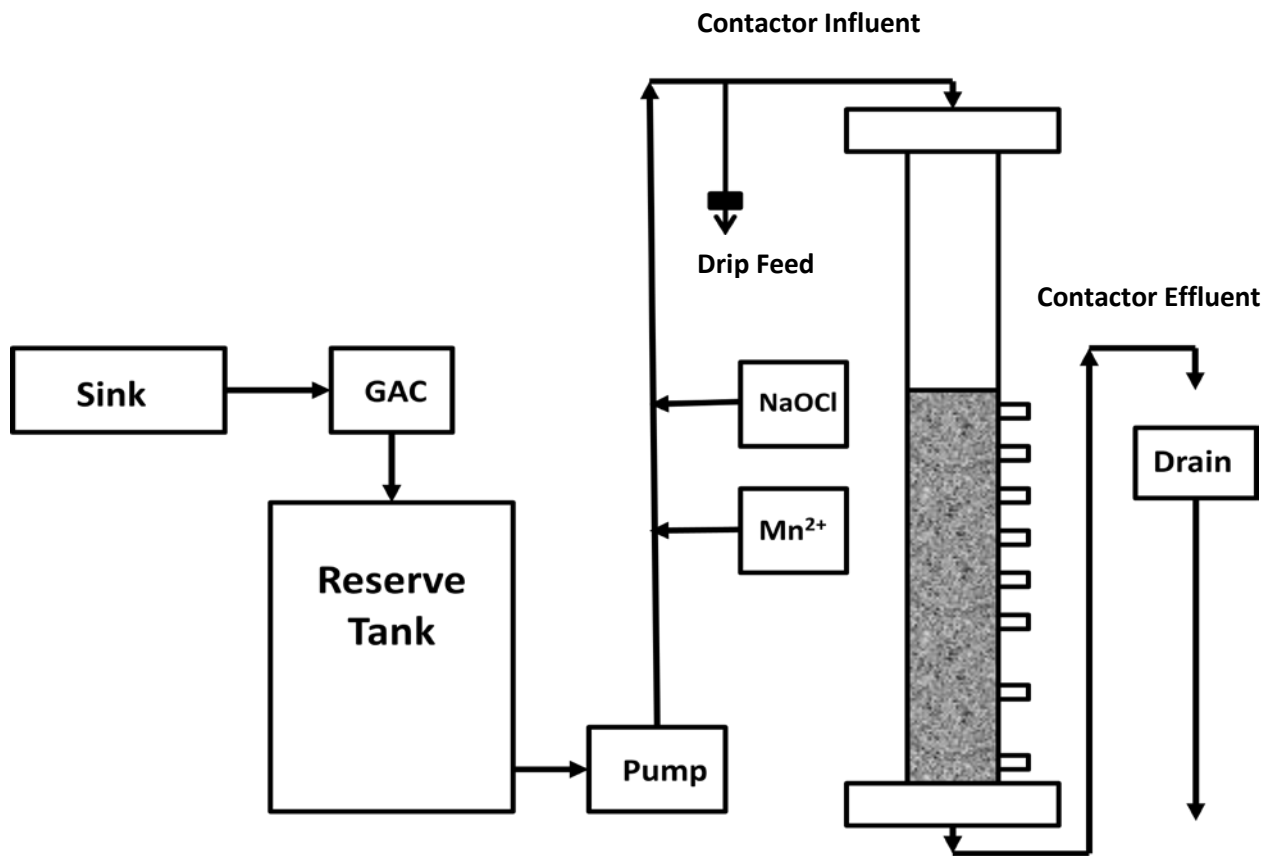 Contactor Influent
Drip Feed
Contactor Effluent
Sink
GAC
NaOCl
Drain
Mn²⁺
Reserve
Tank
Pump